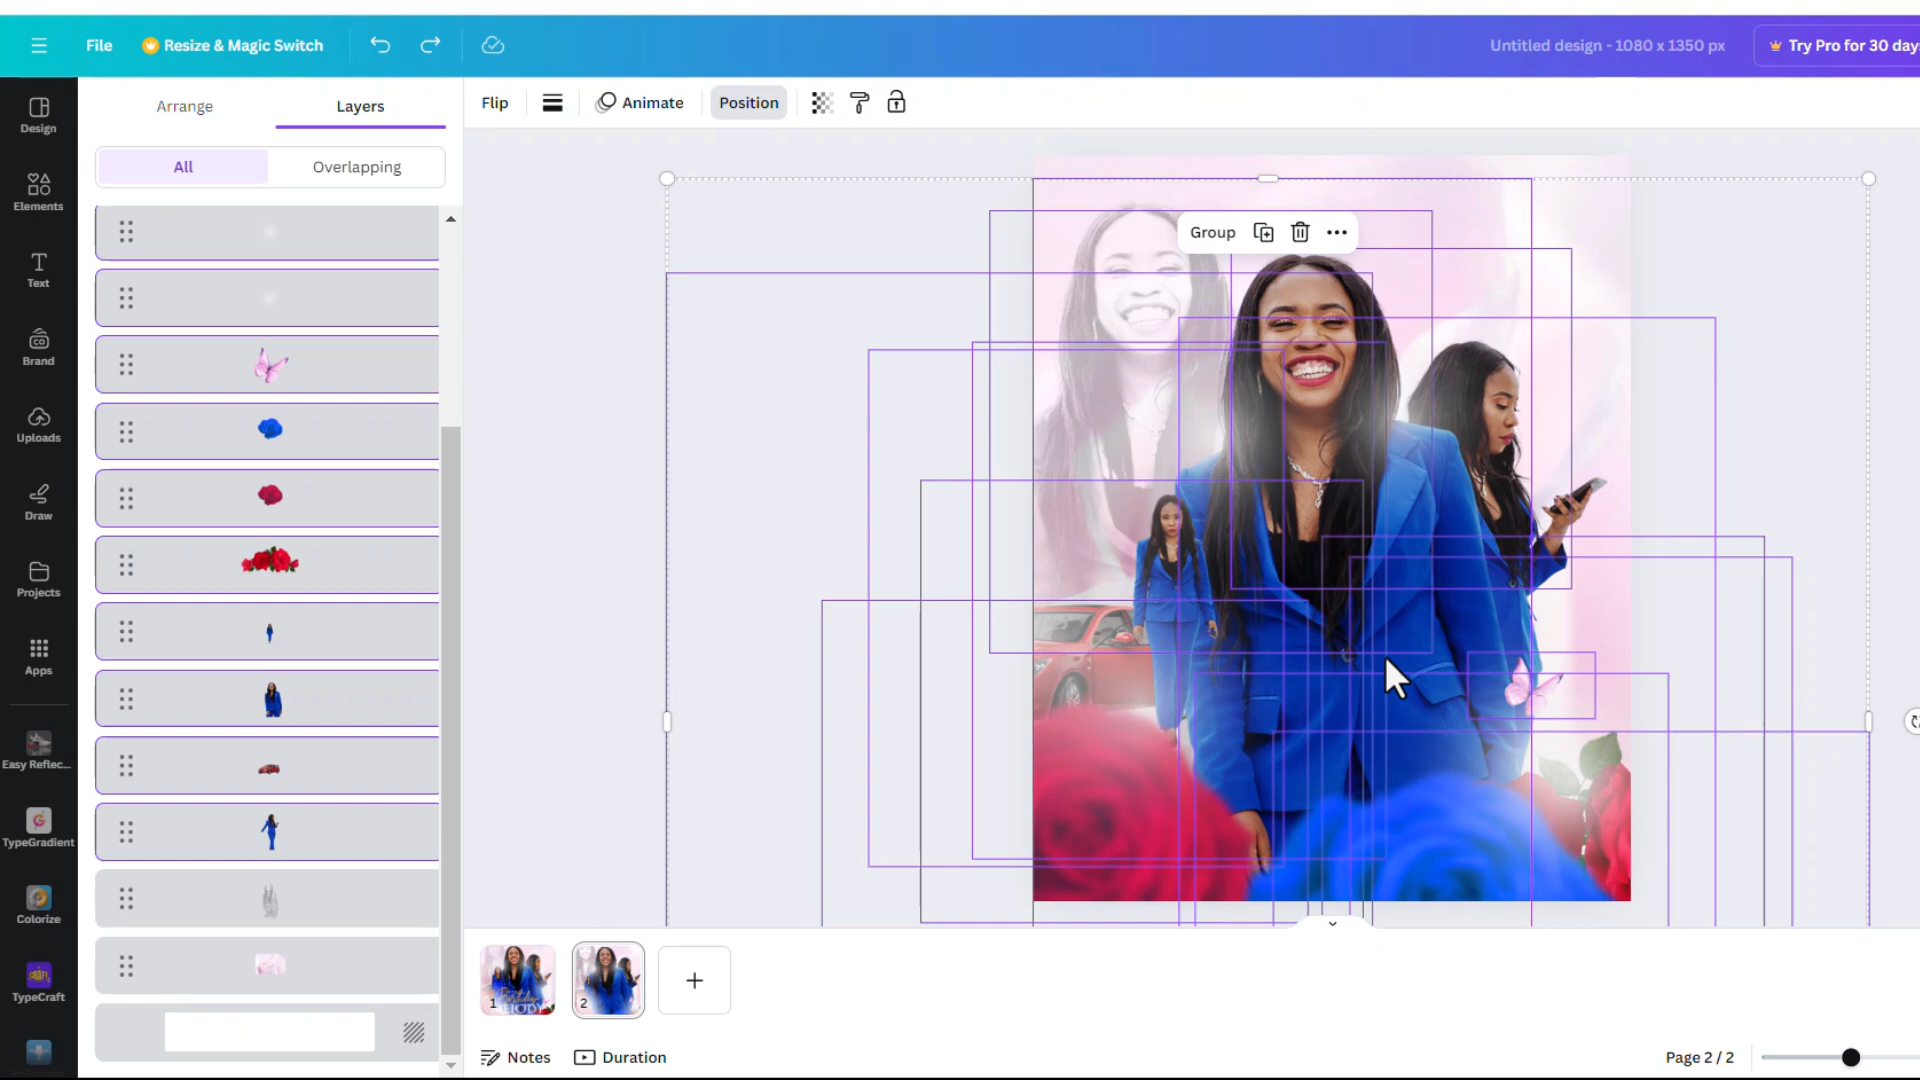 File
Resize & Magic Switch
Untitled design - 1080 x 1350 px
Try Pro for 30 day
Design
Elements
Text
Brand
Uploads
Draw
Projects
Apps
Easy Reflec...
TypeGradient
Colorize
TypeCraft
Arrange
Layers
All
Overlapping
Flip
Animate
Position
Group
1
Birthday
2
Notes
Duration
Page 2 / 2